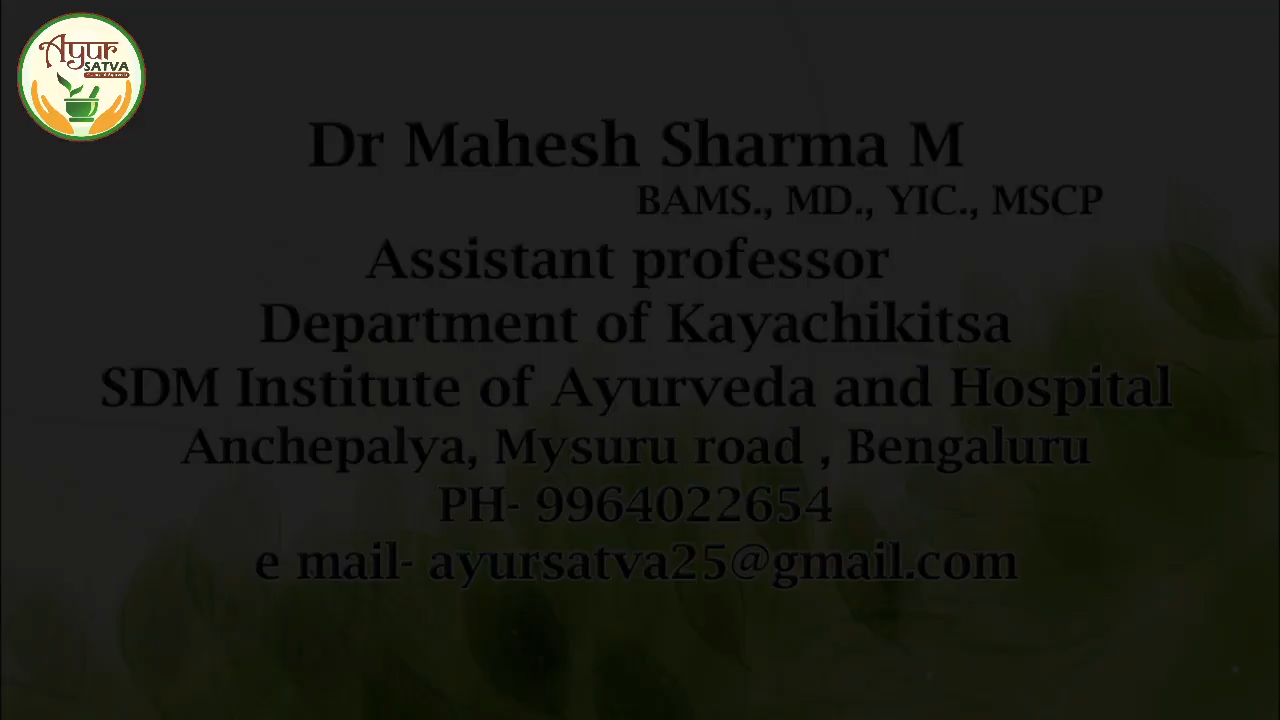 Ayur
SATVA
Dr Mahesh Sharma M
BAMS., MD., YIC., MSCP
Assistant professor
Department of Kayachikitsa
SDM Institute of Ayurveda and Hospital
Anchepalya, Mysuru road , Bengaluru
PH- 9964022654
e mail- ayursatva25@gmail.com